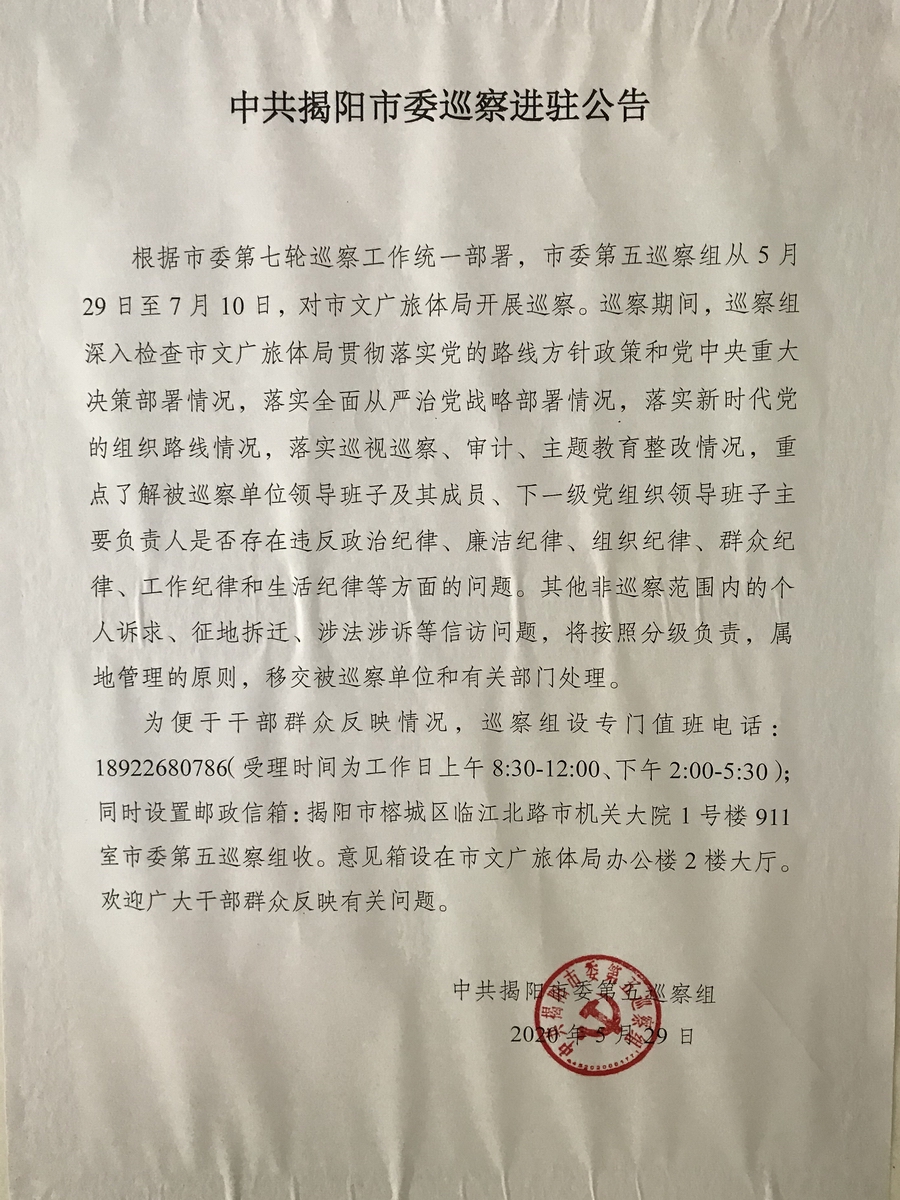 中共揭阳市委巡察进驻公告
根据市委第七轮巡察工作统一部署，市委第五巡察组从5月
29日至7月10日，对市文广旅体局开展巡察。巡察期间，巡察组
深入检查市文广旅体局贯彻落实党的路线方针政策和党中央重大
决策部署情况，落实全面从严治党战略部署情况，落实新时代党
的组织路线情况，落实巡视巡察、审计、主题教育整改情况，重
点了解被巡察单位领导班子及其成员、下一级党组织领导班子主
要负责人是否存在违反政治纪律、廉洁纪律、组织纪律、群众纪
律、工作纪律和生活纪律等方面的问题。其他非巡察范围内的个
人诉求、征地拆迁、涉法涉诉等信访问题，将按照分级负责，属
地管理的原则，移交被巡察单位和有关部门处理。
为便于干部群众反映情况，巡察组设专门值班电话：
18922680786（受理时间为工作日上午8:30-12:00、下午2:00-5:30）；
同时设置邮政信箱：揭阳市榕城区临江北路市机关大院1号楼911
室市委第五巡察组收。意见箱设在市文广旅体局办公楼2楼大厅。
欢迎广大干部群众反映有关问题。
中共揭阳市委第五巡察组
2020年5月29日
中共揭阳市委第五巡察组